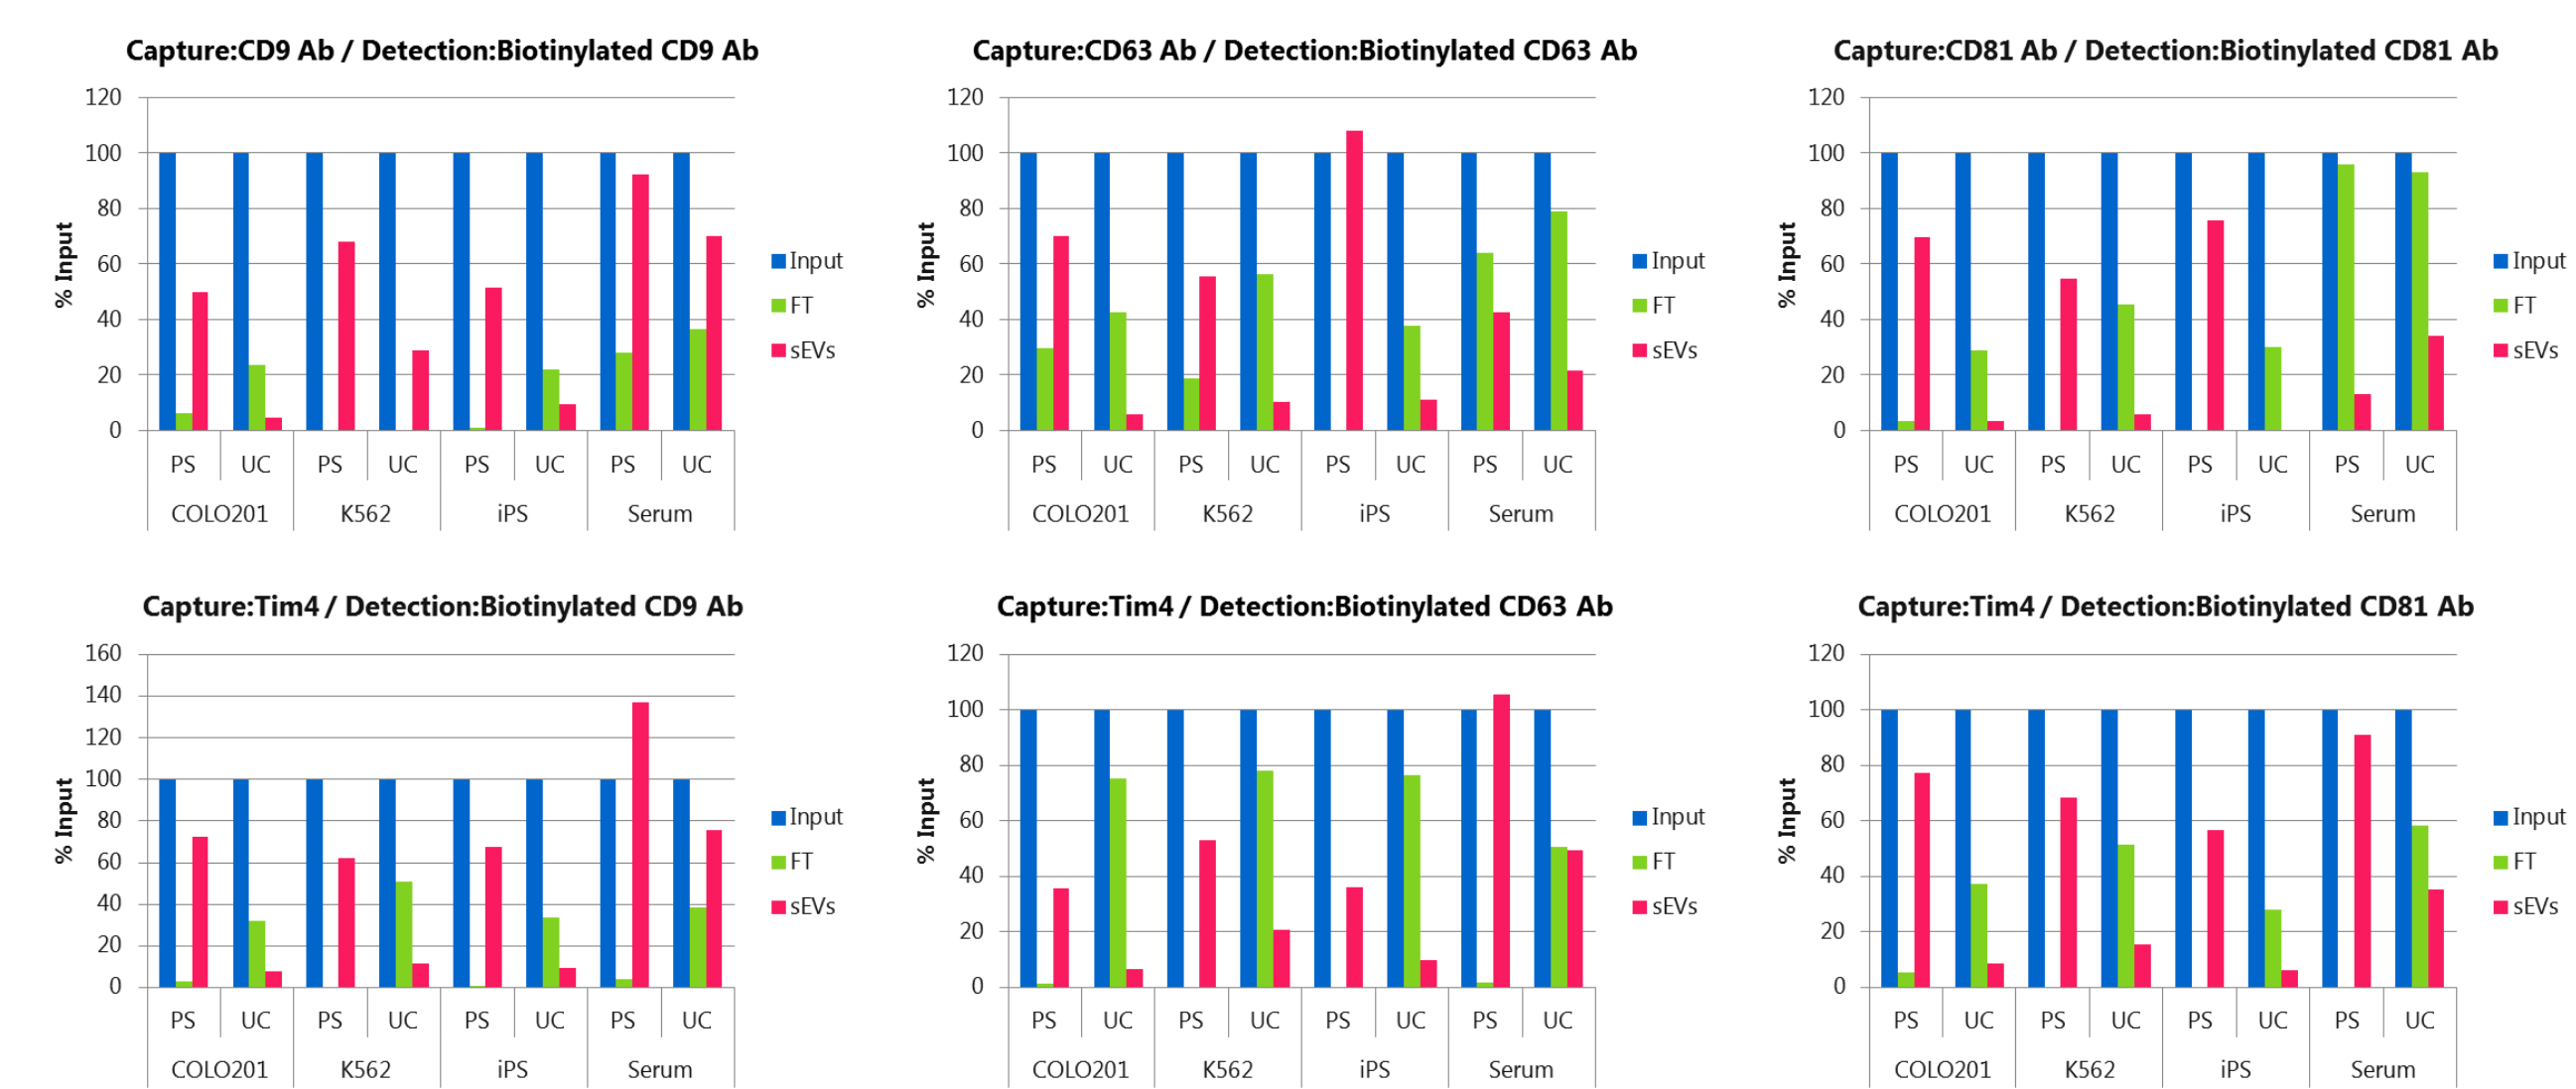 Capture:CD9 Ab / Detection:Biotinylated CD9 Ab
120
100
80
60
40
20
0
% Input
Input
FT
sEVs
PS UC PS UC PS UC PS UC
COLO201 K562 iPS Serum
Capture:CD63 Ab / Detection:Biotinylated CD63 Ab
120
100
80
60
40
20
0
% Input
Input
FT
sEVs
PS UC PS UC PS UC PS UC
COLO201 K562 iPS Serum
Capture:CD81 Ab / Detection:Biotinylated CD81 Ab
120
100
80
60
40
20
0
% Input
Input
FT
sEVs
PS UC PS UC PS UC PS UC
COLO201 K562 iPS Serum
Capture:Tim4 / Detection:Biotinylated CD9 Ab
160
140
120
100
80
60
40
20
0
% Input
Input
FT
sEVs
PS UC PS UC PS UC PS UC
COLO201 K562 iPS Serum
Capture:Tim4 / Detection:Biotinylated CD63 Ab
120
100
80
60
40
20
0
% Input
Input
FT
sEVs
PS UC PS UC PS UC PS UC
COLO201 K562 iPS Serum
Capture:Tim4 / Detection:Biotinylated CD81 Ab
120
100
80
60
40
20
0
% Input
Input
FT
sEVs
PS UC PS UC PS UC PS UC
COLO201 K562 iPS Serum